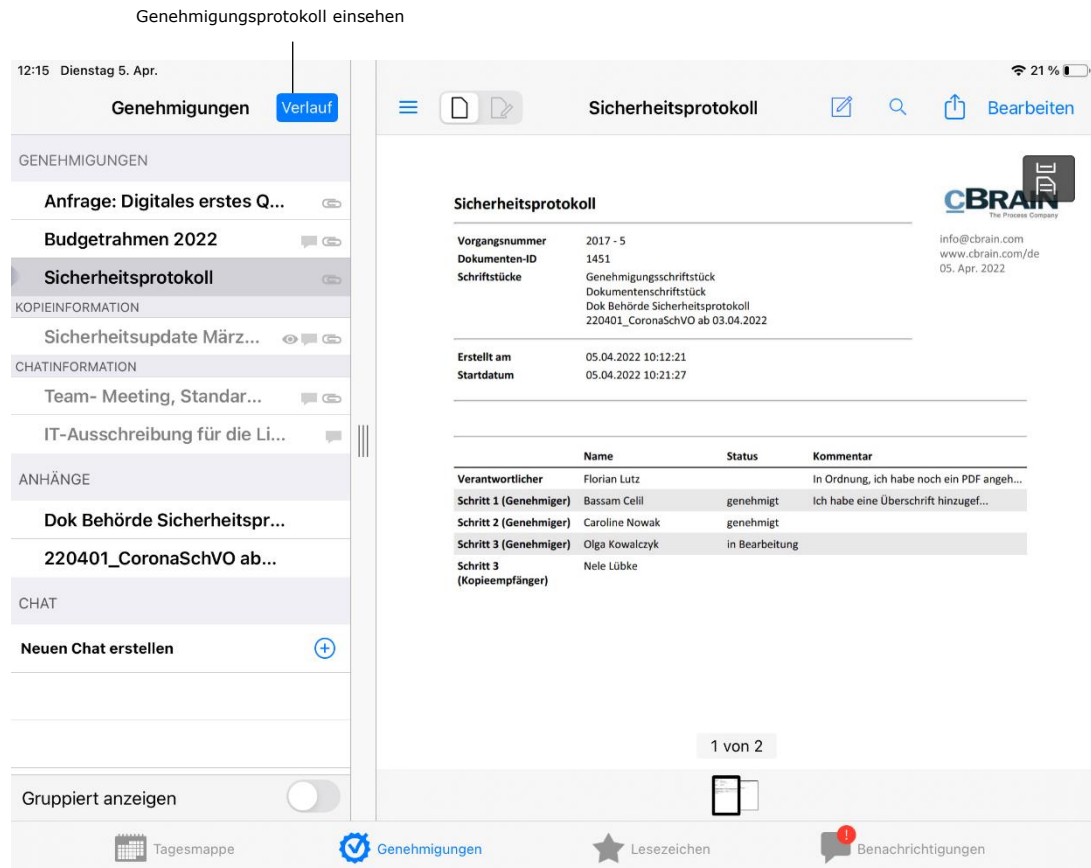 Genehmigungsprotokoll einsehen
12:15 Dienstag 5. Apr.
21 %
Genehmigungen Verlauf
Sicherheitsprotokoll
Bearbeiten
GENEHMIGUNGEN
Anfrage: Digitales erstes Q...
Budgetrahmen 2022
Sicherheitsprotokoll
KOPIEINFORMATION
Sicherheitsupdate März...
CHATINFORMATION
Team- Meeting, Standar...
IT-Ausschreibung für die Li...
ANHÄNGE
Dok Behörde Sicherheitspr...
220401_CoronaSchVO ab...
CHAT
Neuen Chat erstellen
Gruppiert anzeigen
Sicherheitsprotokoll
cBRAIN
The Process Company
info@cbrain.com
www.cbrain.com/de
05. Apr. 2022
Vorgangsnummer 2017 - 5
Dokumenten-ID 1451
Schriftstücke Genehmigungsschriftstück
Dokumentenschriftstück
Dok Behörde Sicherheitsprotokoll
220401_CoronaSchVO ab 03.04.2022
Erstellt am 05.04.2022 10:12:21
Startdatum 05.04.2022 10:21:27
Name Status Kommentar
Verantwortlicher Florian Lutz In Ordnung, ich habe noch ein PDF angeh...
Schritt 1 (Genehmiger) Bassam Celil genehmigt Ich habe eine Überschrift hinzugef...
Schritt 2 (Genehmiger) Caroline Nowak genehmigt
Schritt 3 (Genehmiger) Olga Kowalczyk in Bearbeitung
Schritt 3 Nele Lübke
(Kopieempfänger)
1 von 2
Tagesmappe Genehmigungen Lesezeichen Benachrichtigungen